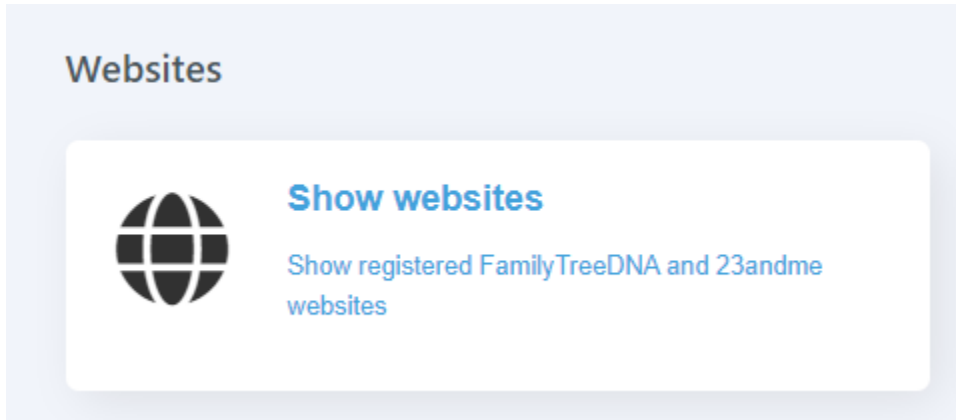 Websites
Show websites
Show registered FamilyTreeDNA and 23andme
websites